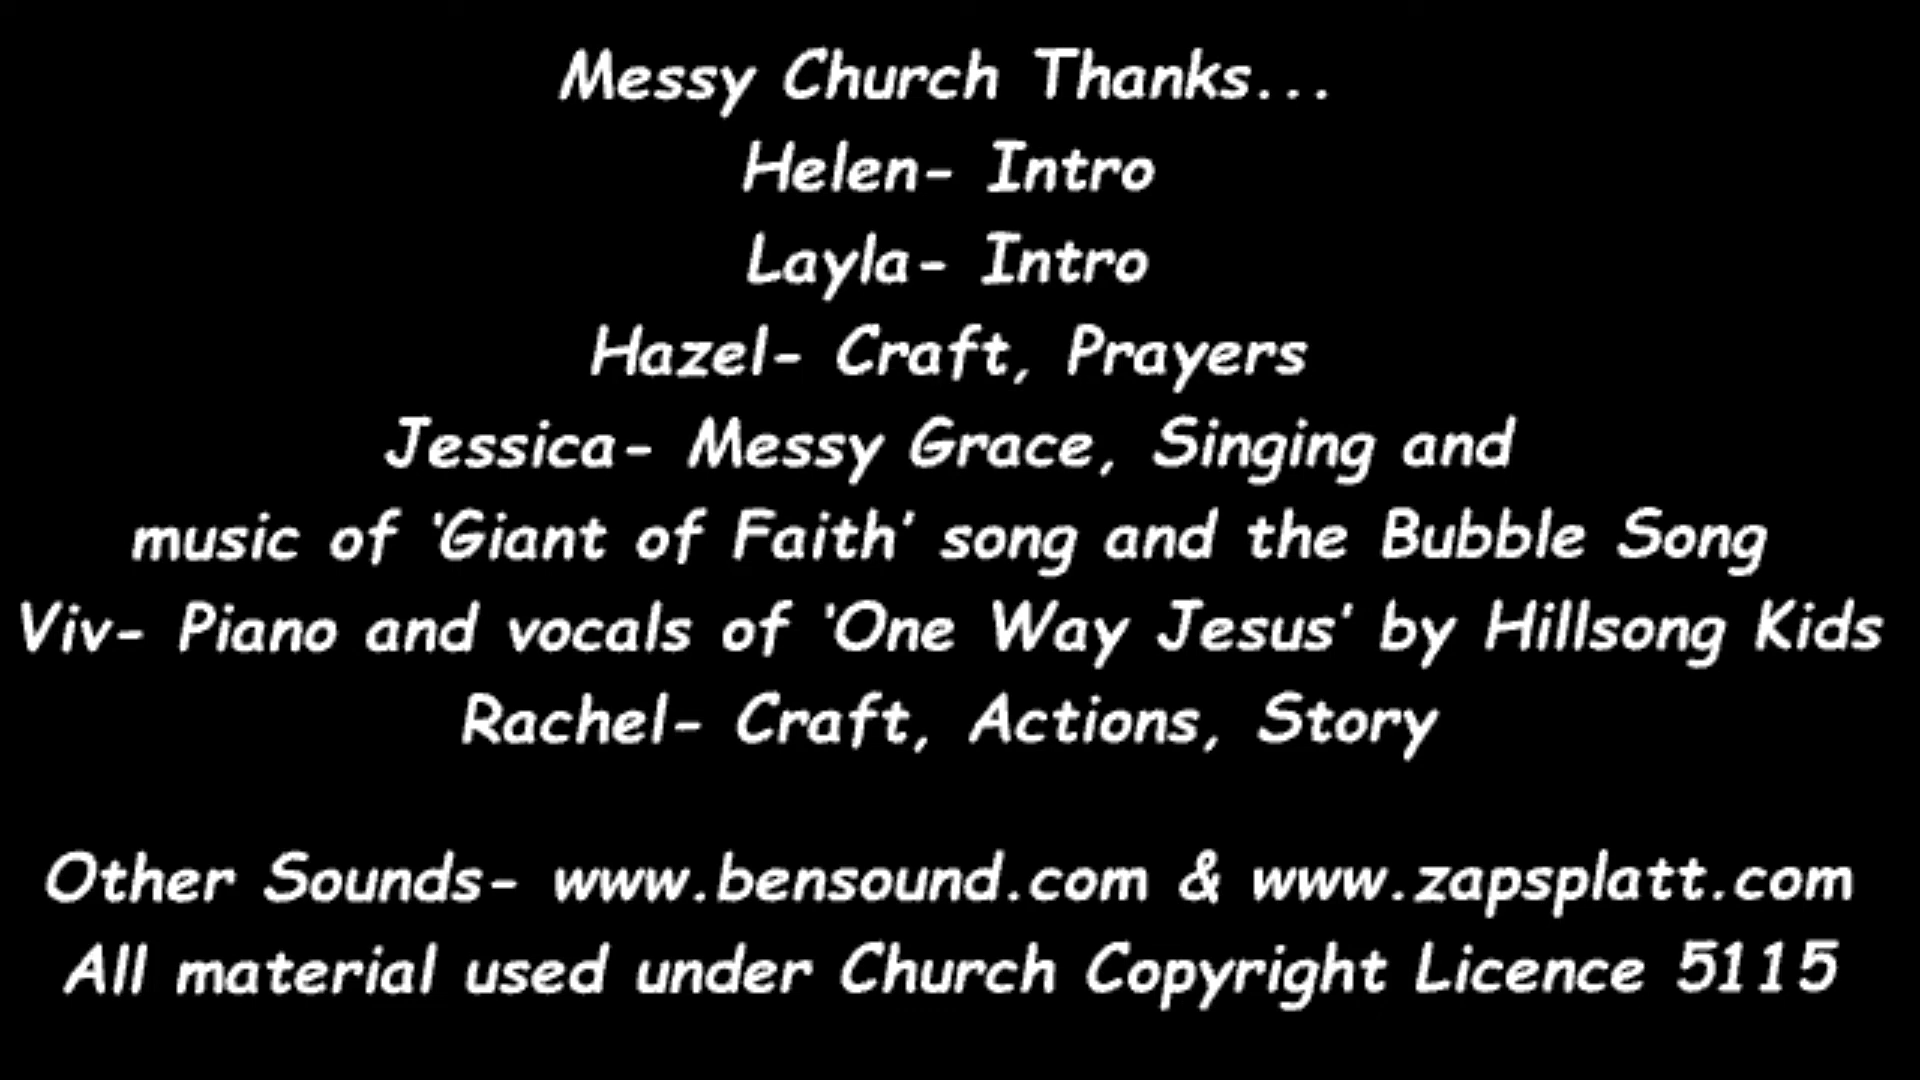 Messy Church Thanks...
Helen- Intro
Layla- Intro
Hazel- Craft, Prayers
Jessica- Messy Grace, Singing and
music of 'Giant of Faith' song and the Bubble Song
Viv- Piano and vocals of 'One Way Jesus' by Hillsong Kids
Rachel- Craft, Actions, Story
Other Sounds- www.bensound.com & www.zapsplatt.com
All material used under Church Copyright Licence 5115